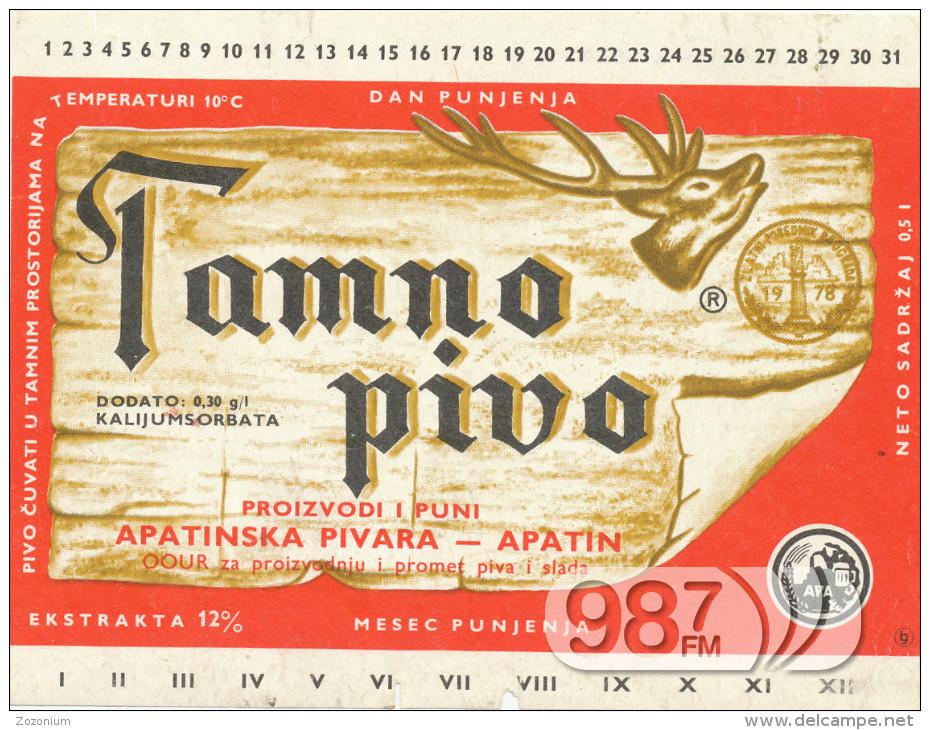 1 2 3 4 5 6 7 8 9 10 11 12 13 14 15 16 17 18 19 20 21 22 23 24 25 26 27 28 29 30 31
DAN PUNJENJA
PIVO ČUVATI U TAMNIM PROSTORIJAMA NA TEMPERATURI 10°C
Tamno
®
19 78
pivo
NETO SADRŽAJ 0,5 l
DODATO: 0,30 g/l
KALIJUMSORBATA
PROIZVODI I PUNI
APATINSKA PIVARA — APATIN
OOUR za proizvodnju i promet piva i slada
APA
987
FM
EKSTRAKTA 12%
MESEC PUNJENJA
I II III IV V VI VII VIII IX X XI XII
Zozonium
www.delcampe.net